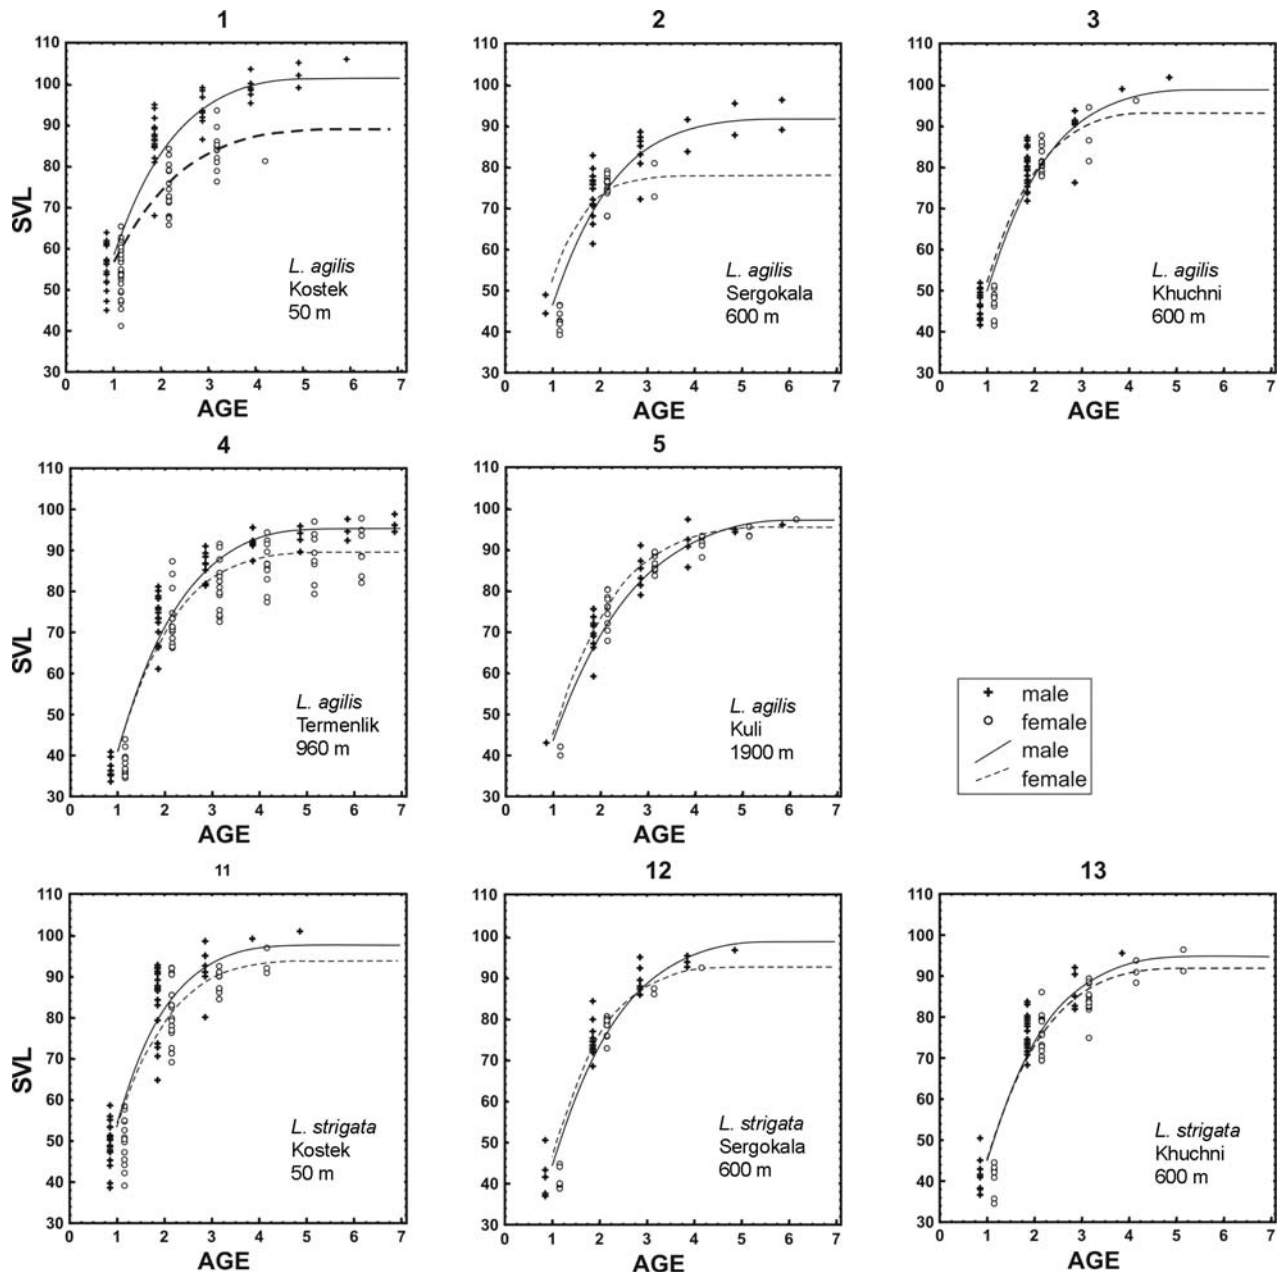 1
110
100
90
80
70
60
50
40
30
SVL
0 1 2 3 4 5 6 7
AGE
L. agilis
Kostek
50 m
2
110
100
90
80
70
60
50
40
30
0 1 2 3 4 5 6 7
AGE
L. agilis
Sergokala
600 m
3
110
100
90
80
70
60
50
40
30
0 1 2 3 4 5 6 7
AGE
L. agilis
Khuchni
600 m
4
110
100
90
80
70
60
50
40
30
SVL
0 1 2 3 4 5 6 7
AGE
L. agilis
Termenlik
960 m
5
110
100
90
80
70
60
50
40
30
0 1 2 3 4 5 6 7
AGE
L. agilis
Kuli
1900 m
male
female
male
female
11
110
100
90
80
70
60
50
40
30
SVL
0 1 2 3 4 5 6 7
AGE
L. strigata
Kostek
50 m
12
110
100
90
80
70
60
50
40
30
0 1 2 3 4 5 6 7
AGE
L. strigata
Sergokala
600 m
13
110
100
90
80
70
60
50
40
30
0 1 2 3 4 5 6 7
AGE
L. strigata
Khuchni
600 m